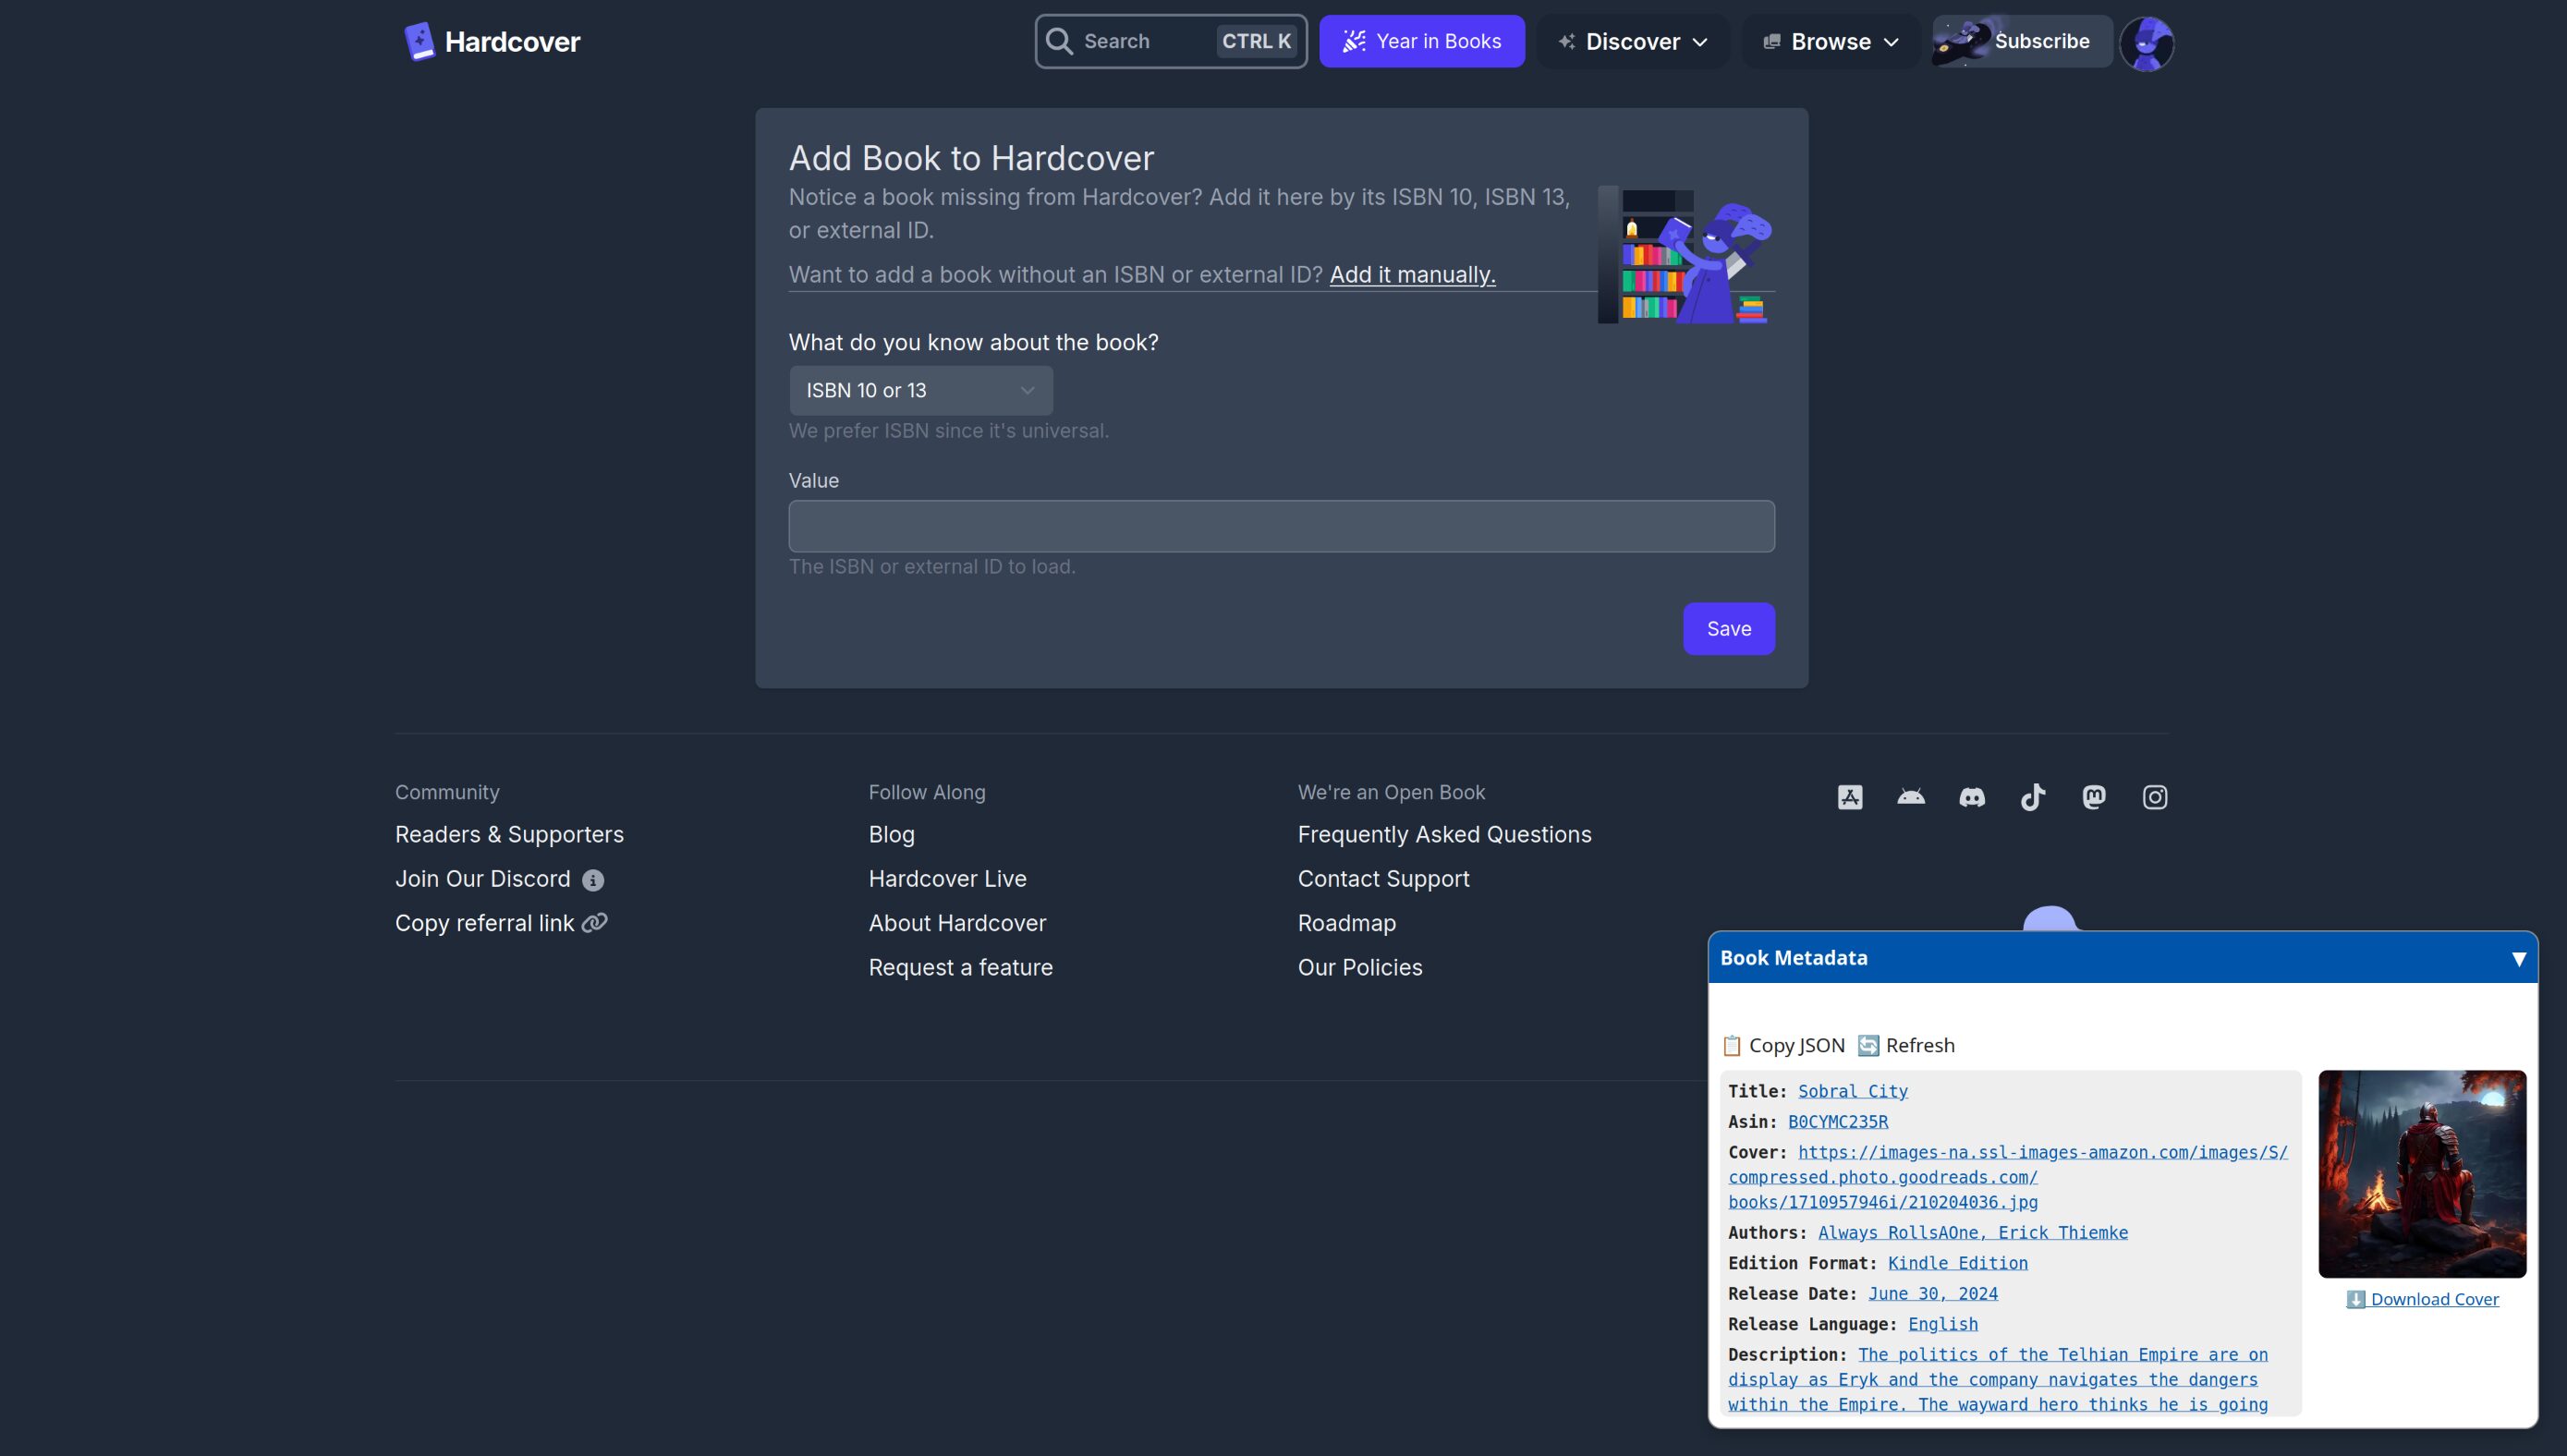 Hardcover
Search CTRL K
Year in Books
Discover
Browse
Subscribe
Add Book to Hardcover
Notice a book missing from Hardcover? Add it here by its ISBN 10, ISBN 13,
or external ID.
Want to add a book without an ISBN or external ID? Add it manually.
What do you know about the book?
ISBN 10 or 13
We prefer ISBN since it's universal.
Value
The ISBN or external ID to load.
Save
Community
Readers & Supporters
Join Our Discord
Copy referral link
Follow Along
Blog
Hardcover Live
About Hardcover
Request a feature
We're an Open Book
Frequently Asked Questions
Contact Support
Roadmap
Our Policies
Book Metadata
Copy JSON Refresh
Title: Sobral City
Asin: B0CYMC235R
Cover: https://images-na.ssl-images-amazon.com/images/S/
compressed.photo.goodreads.com/
books/1710957946i/210204036.jpg
Authors: Always RollsAOne, Erick Thiemke
Edition Format: Kindle Edition
Release Date: June 30, 2024
Release Language: English
Description: The politics of the Telhian Empire are on
display as Eryk and the company navigates the dangers
within the Empire. The wayward hero thinks he is going
Download Cover